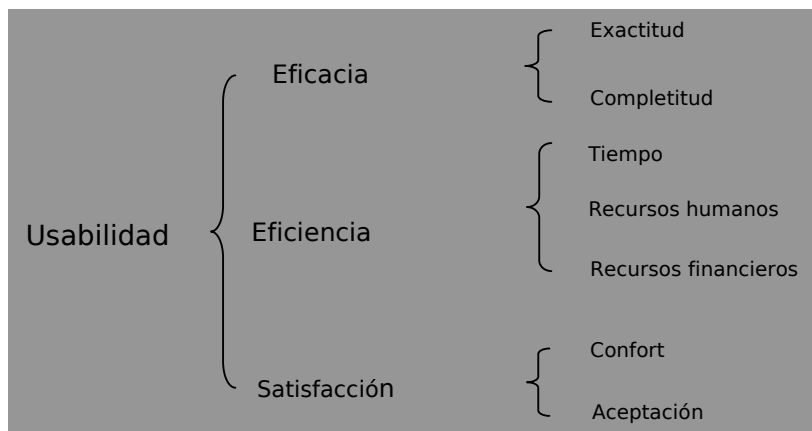 Usabilidad
Eficacia
Exactitud
Completitud
Eficiencia
Tiempo
Recursos humanos
Recursos financieros
Satisfacción
Confort
Aceptación